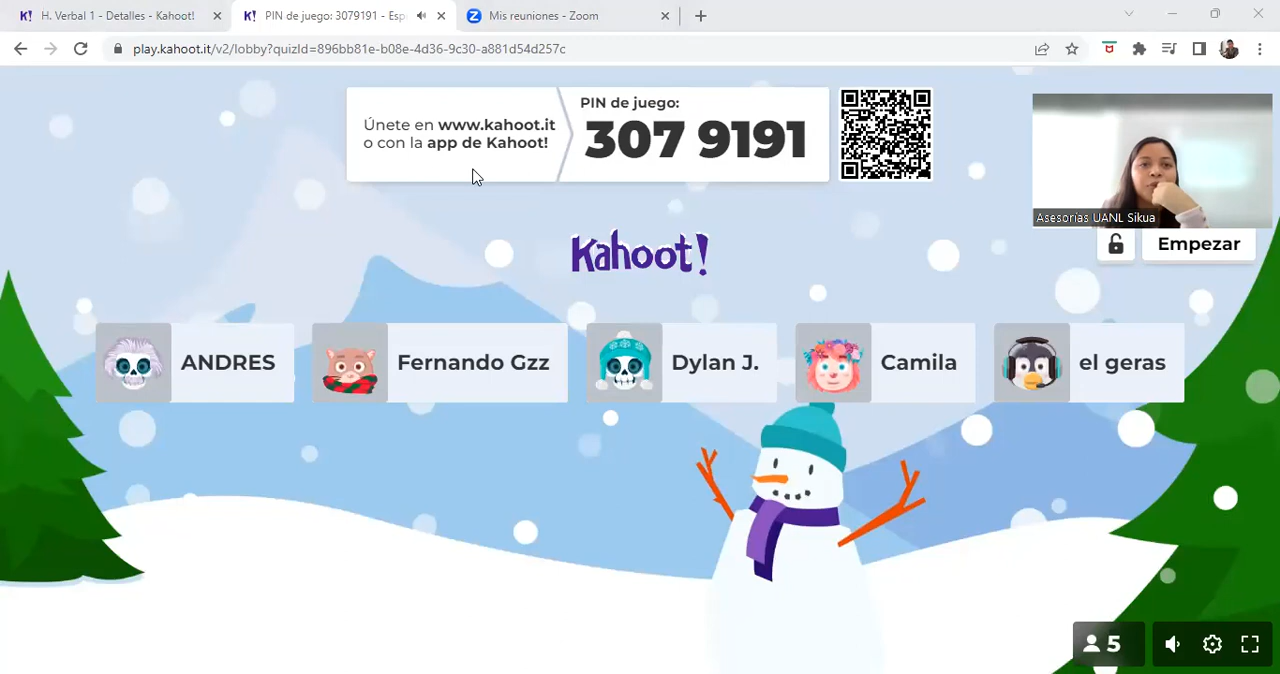 H. Verbal 1 - Detalles - Kahoot!
PIN de juego: 3079191 - Esp
Mis reuniones - Zoom
play.kahoot.it/v2/lobby?quizId=896bb81e-b08e-4d36-9c30-a881d54d257c
Únete en www.kahoot.it
o con la app de Kahoot!
PIN de juego:
307 9191
Asesorías UANL Sikua
Empezar
Kahoot!
ANDRES
Fernando Gzz
Dylan J.
Camila
el geras
5